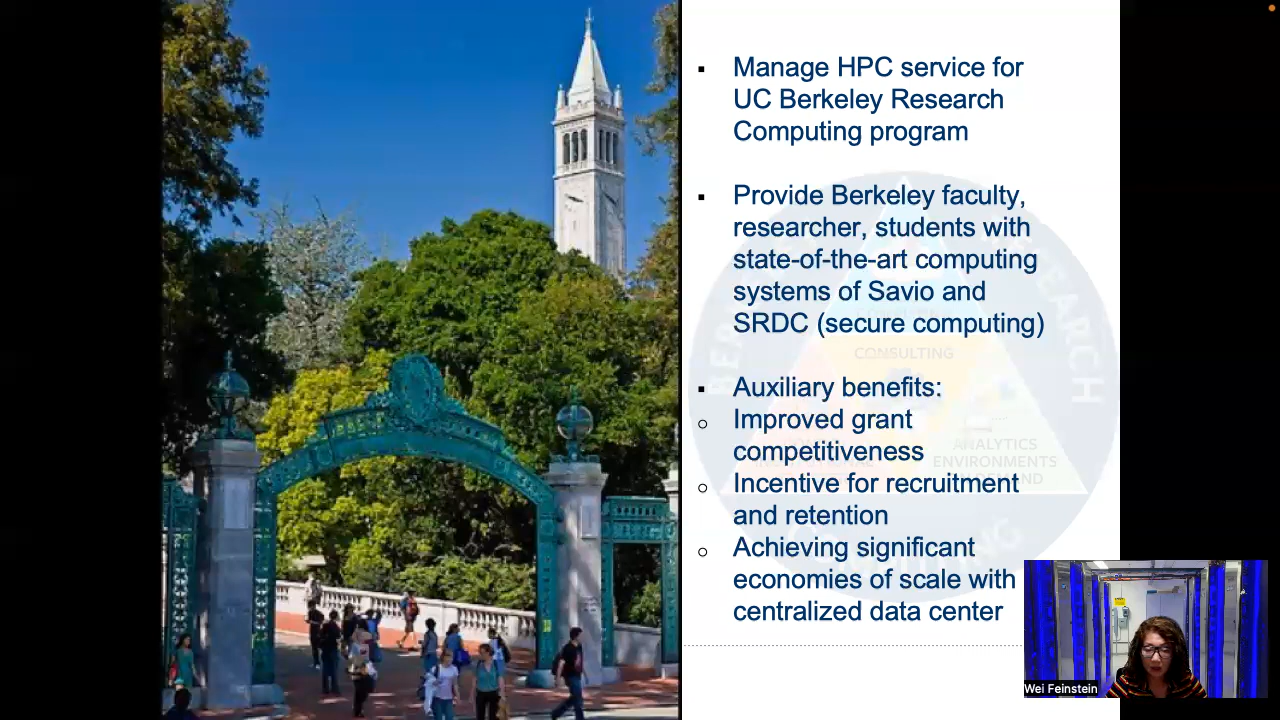 ▪ Manage HPC service for
UC Berkeley Research
Computing program
▪ Provide Berkeley faculty,
researcher, students with
state-of-the-art computing
systems of Savio and
SRDC (secure computing)
CONSULTING
▪ Auxiliary benefits:
○ Improved grant
competitiveness
ANALYTICS
ENVIRONMENTS
○ Incentive for recruitment
and retention
○ Achieving significant
economies of scale with
centralized data center
Wei Feinstein